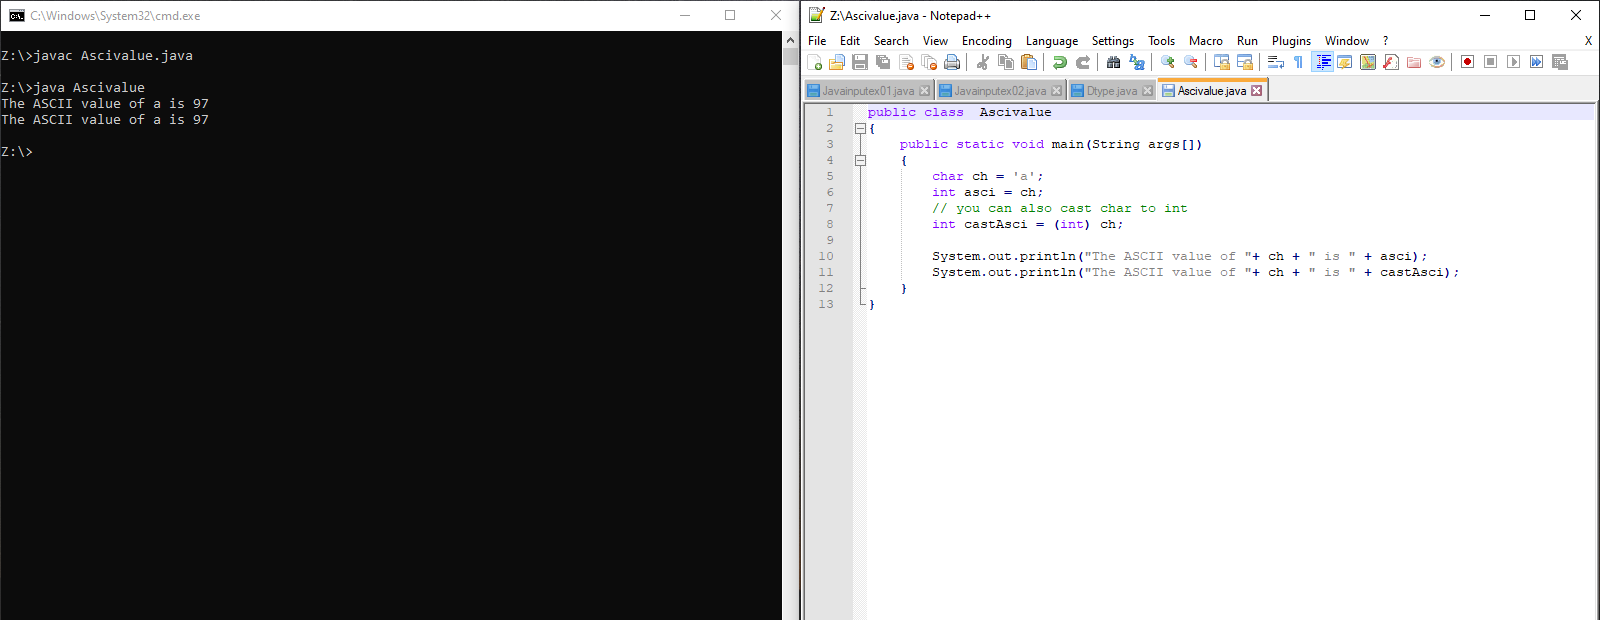 C:\Windows\System32\cmd.exe
Z:\>javac Ascivalue.java
Z:\>java Ascivalue
The ASCII value of a is 97
The ASCII value of a is 97
Z:\>
Z:\Ascivalue.java - Notepad++
File Edit Search View Encoding Language Settings Tools Macro Run Plugins Window ? X
Javainputex01.java Javainputex02.java Dtype.java Ascivalue.java
1 public class  Ascivalue
2 {
3 public static void main(String args[])
4 {
5 char ch = 'a';
6 int asci = ch;
7 // you can also cast char to int
8 int castAsci = (int) ch;
9
10 System.out.println("The ASCII value of "+ ch + " is " + asci);
11 System.out.println("The ASCII value of "+ ch + " is " + castAsci);
12 }
13 }